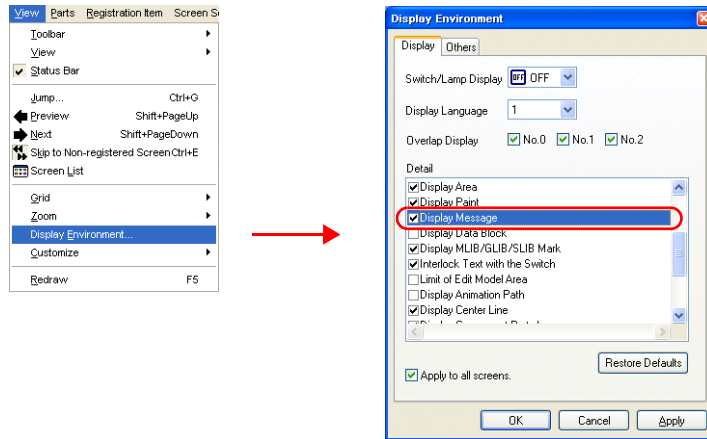 View Parts Registration Item Screen S
Toolbar
View
Status Bar
Jump... Ctrl+G
Preview Shift+PageUp
Next Shift+PageDown
Skip to Non-registered Screen Ctrl+E
Screen List
Grid
Zoom
Display Environment...
Customize
Redraw F5
Display Environment
Display Others
Switch/Lamp Display OFF OFF
Display Language 1
Overlap Display No.0 No.1 No.2
Detail
Display Area
Display Paint
Display Message
Display Data Block
Display MLIB/GLIB/SLIB Mark
Interlock Text with the Switch
Limit of Edit Model Area
Display Animation Path
Display Center Line
Restore Defaults
Apply to all screens.
OK Cancel Apply